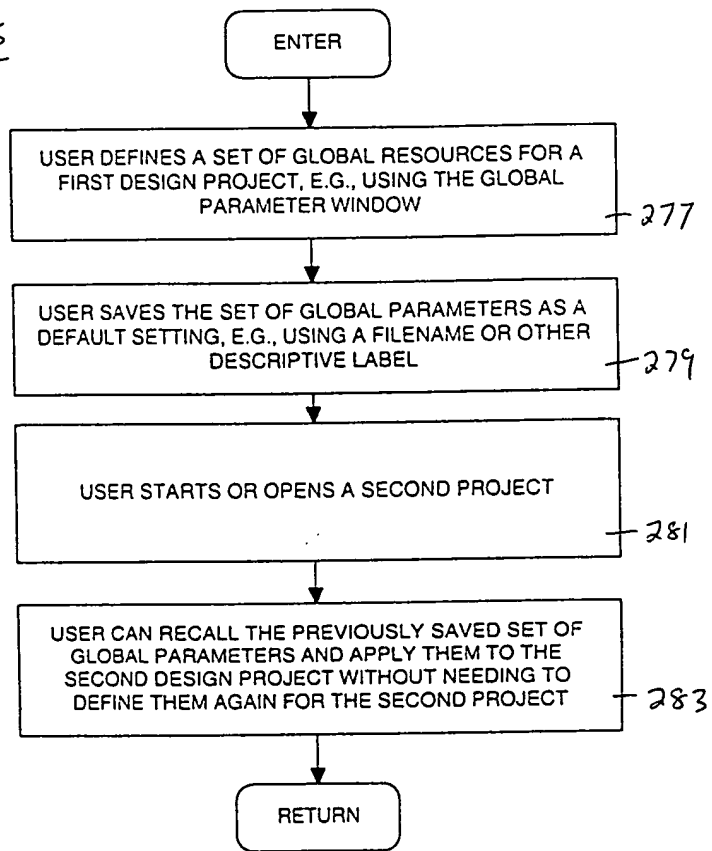 ENTER
USER DEFINES A SET OF GLOBAL RESOURCES FOR A
FIRST DESIGN PROJECT, E.G., USING THE GLOBAL
PARAMETER WINDOW
277
USER SAVES THE SET OF GLOBAL PARAMETERS AS A
DEFAULT SETTING, E.G., USING A FILENAME OR OTHER
DESCRIPTIVE LABEL
279
USER STARTS OR OPENS A SECOND PROJECT
281
USER CAN RECALL THE PREVIOUSLY SAVED SET OF
GLOBAL PARAMETERS AND APPLY THEM TO THE
SECOND DESIGN PROJECT WITHOUT NEEDING TO
DEFINE THEM AGAIN FOR THE SECOND PROJECT
283
RETURN